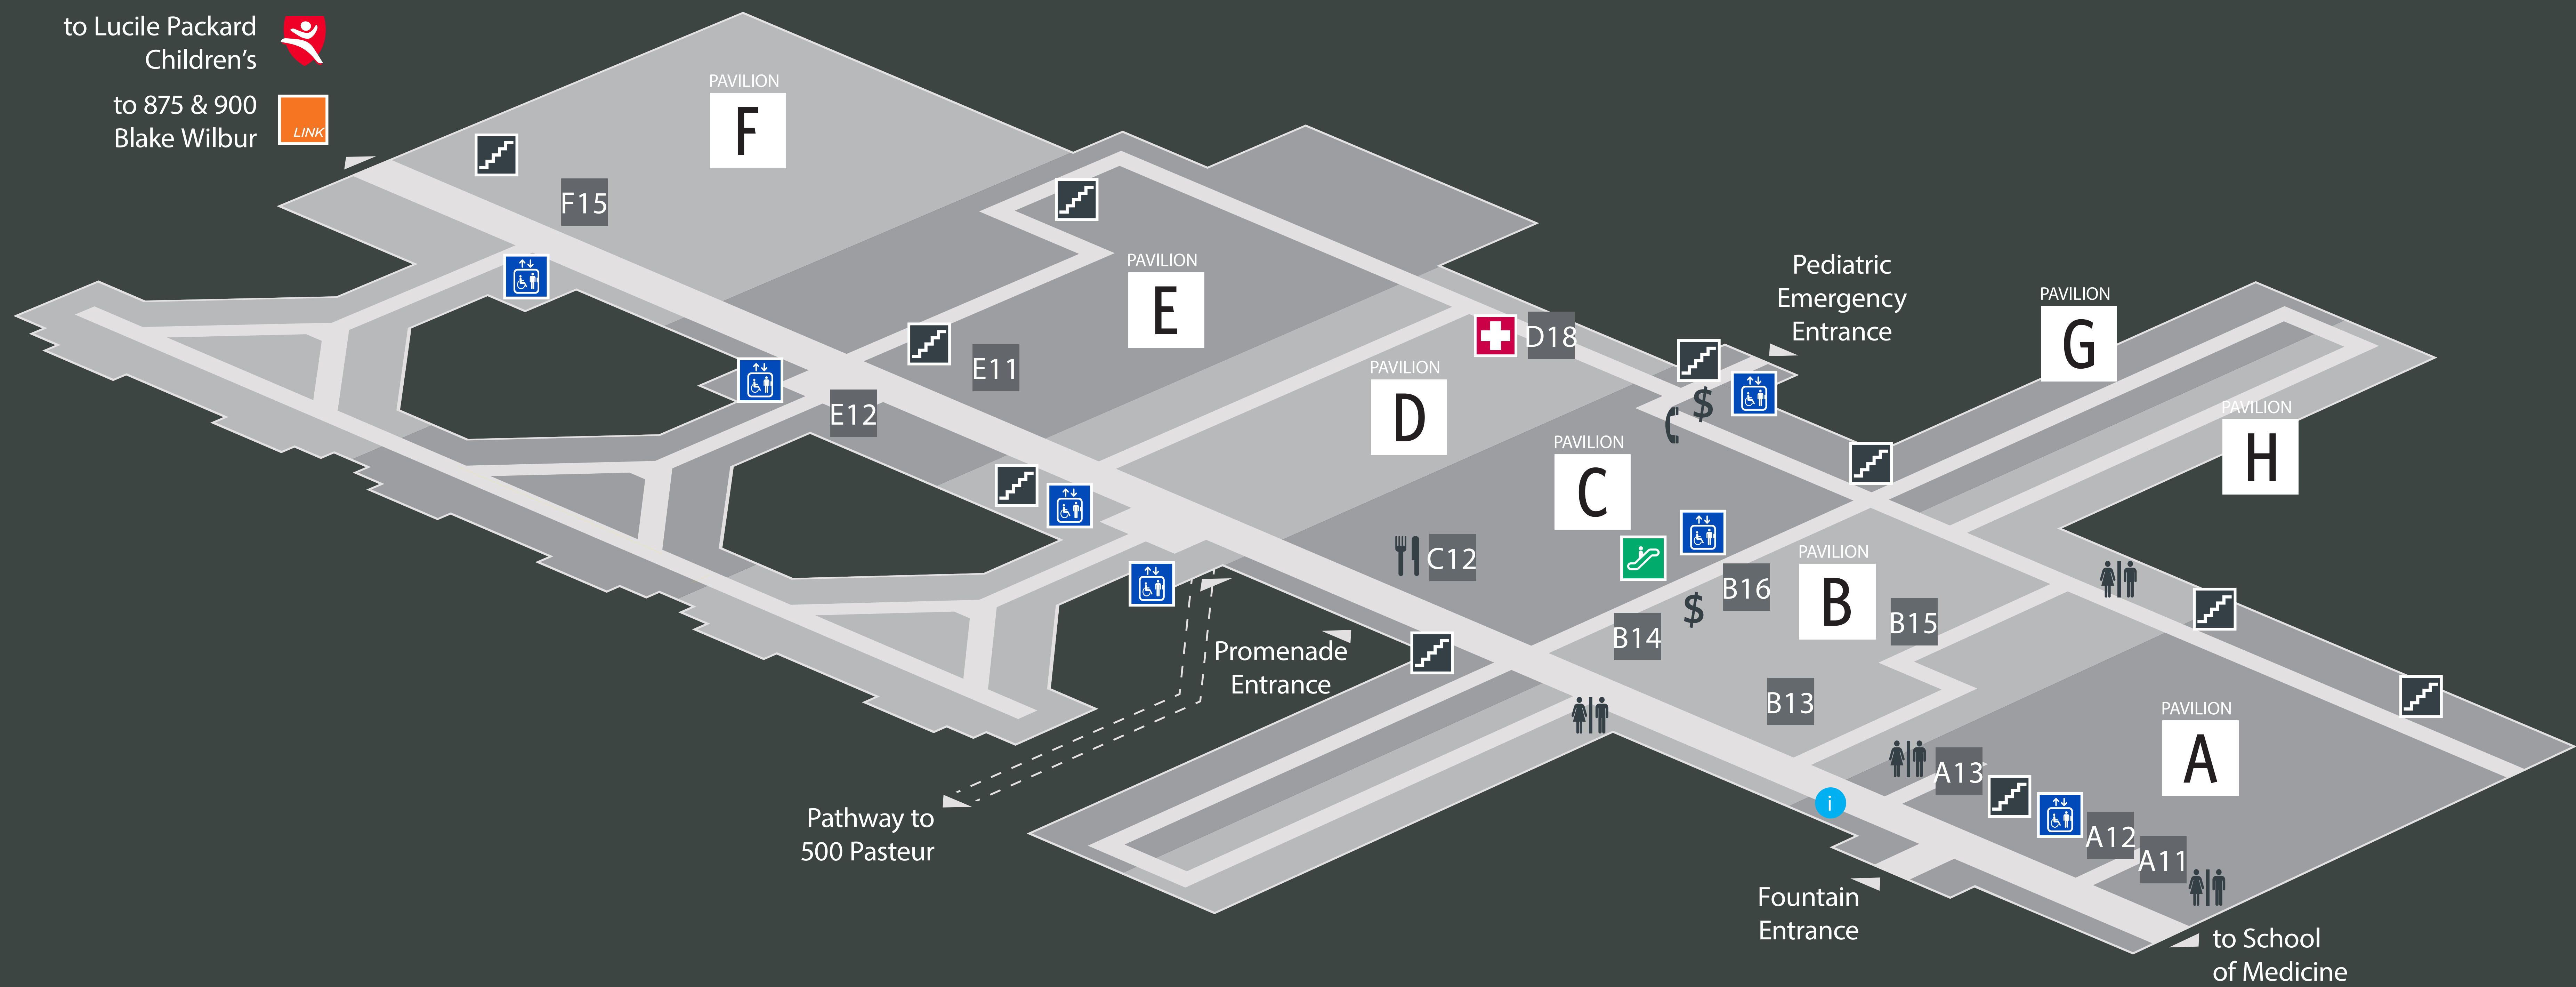 to Lucile Packard
Children's
to 875 & 900
Blake Wilbur
LINK
PAVILION
F
F15
PAVILION
E
E11
E12
PAVILION
D
D18
Pediatric
Emergency
Entrance
PAVILION
G
PAVILION
H
PAVILION
C
C12
PAVILION
B
B16
B14
$
$
B15
B13
Promenade
Entrance
Pathway to
500 Pasteur
PAVILION
A
A13
A12
A11
i
Fountain
Entrance
to School
of Medicine